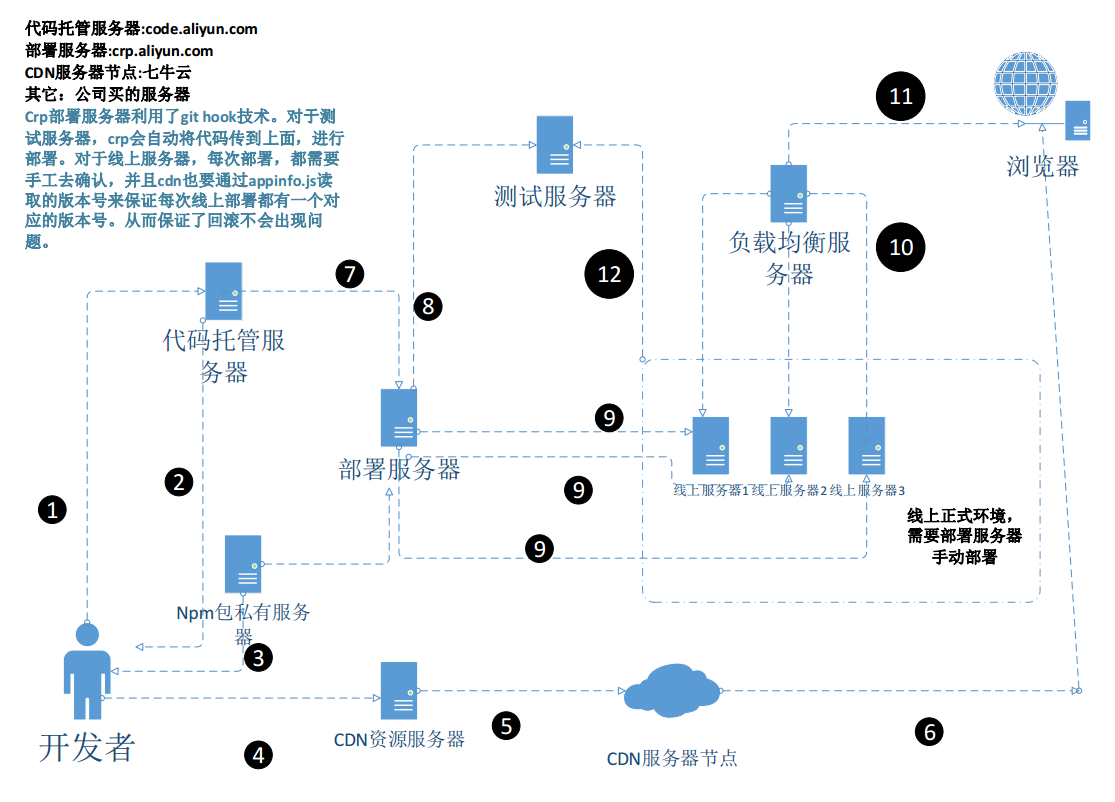 代码托管服务器:code.aliyun.com
部署服务器:crp.aliyun.com
CDN服务器节点:七牛云
其它：公司买的服务器
Crp部署服务器利用了git hook技术。对于测
试服务器，crp会自动将代码传到上面，进行
部署。对于线上服务器，每次部署，都需要
手工去确认，并且cdn也要通过appinfo.js读
取的版本号来保证每次线上部署都有一个对
应的版本号。从而保证了回滚不会出现问
题。
11
浏览器
测试服务器
负载均衡服
务器
10
12
7
8
代码托管服
务器
9
部署服务器
2
1
9
线上服务器1
线上服务器2
线上服务器3
线上正式环境，
需要部署服务器
手动部署
9
Npm包私有服务
器
3
开发者
4
CDN资源服务器
5
CDN服务器节点
6